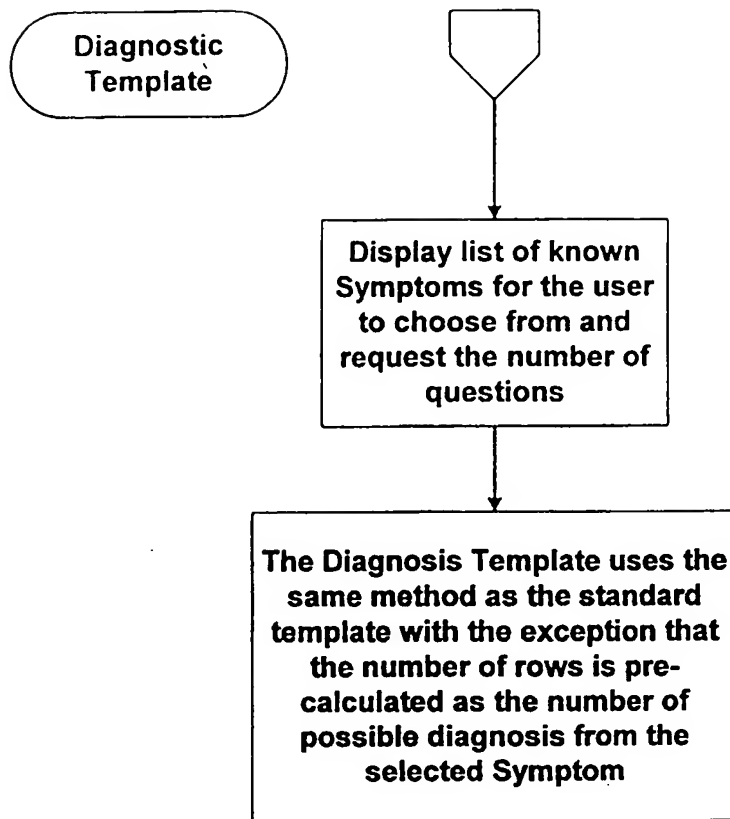 Diagnostic
Template
Display list of known
Symptoms for the user
to choose from and
request the number of
questions
The Diagnosis Template uses the
same method as the standard
template with the exception that
the number of rows is pre-
calculated as the number of
possible diagnosis from the
selected Symptom